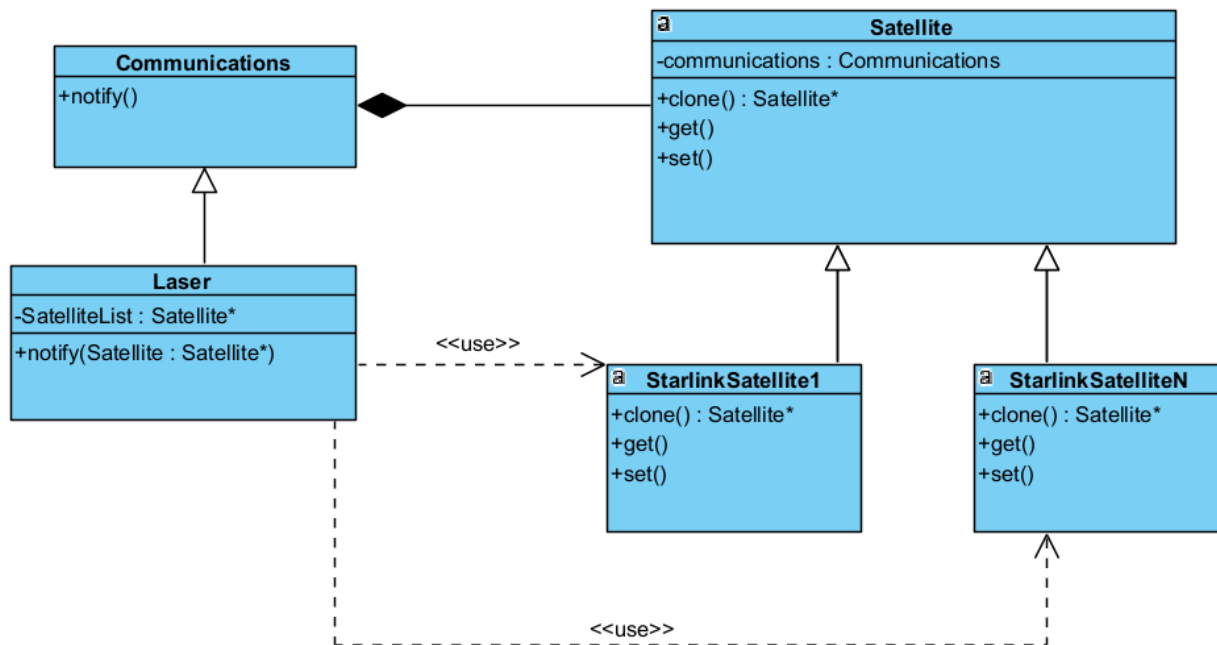 Communications
+notify()
a
Satellite
-communications : Communications
+clone() : Satellite*
+get()
+set()
Laser
-SatelliteList : Satellite*
+notify(Satellite : Satellite*)
<<use>>
a
StarlinkSatellite1
+clone() : Satellite*
+get()
+set()
a
StarlinkSatelliteN
+clone() : Satellite*
+get()
+set()
<<use>>